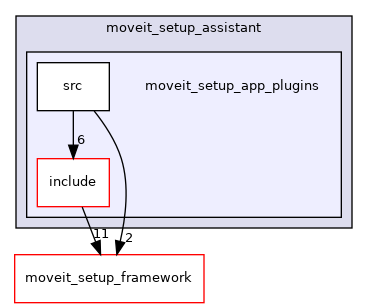 moveit_setup_assistant
src
moveit_setup_app_plugins
6
include
11
2
moveit_setup_framework